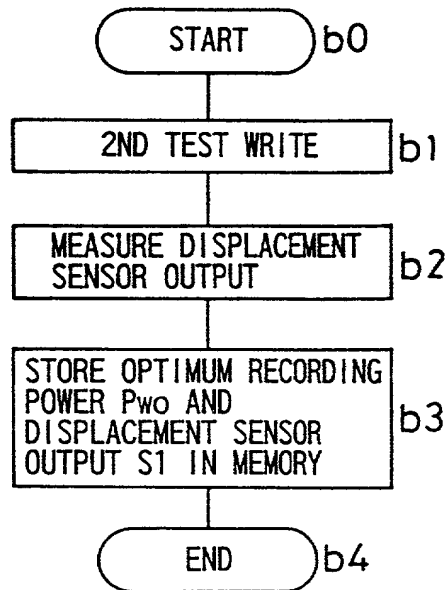 START b0
2ND TEST WRITE b1
MEASURE DISPLACEMENT
SENSOR OUTPUT b2
STORE OPTIMUM RECORDING
POWER Pwo AND
DISPLACEMENT SENSOR
OUTPUT S1 IN MEMORY b3
END b4